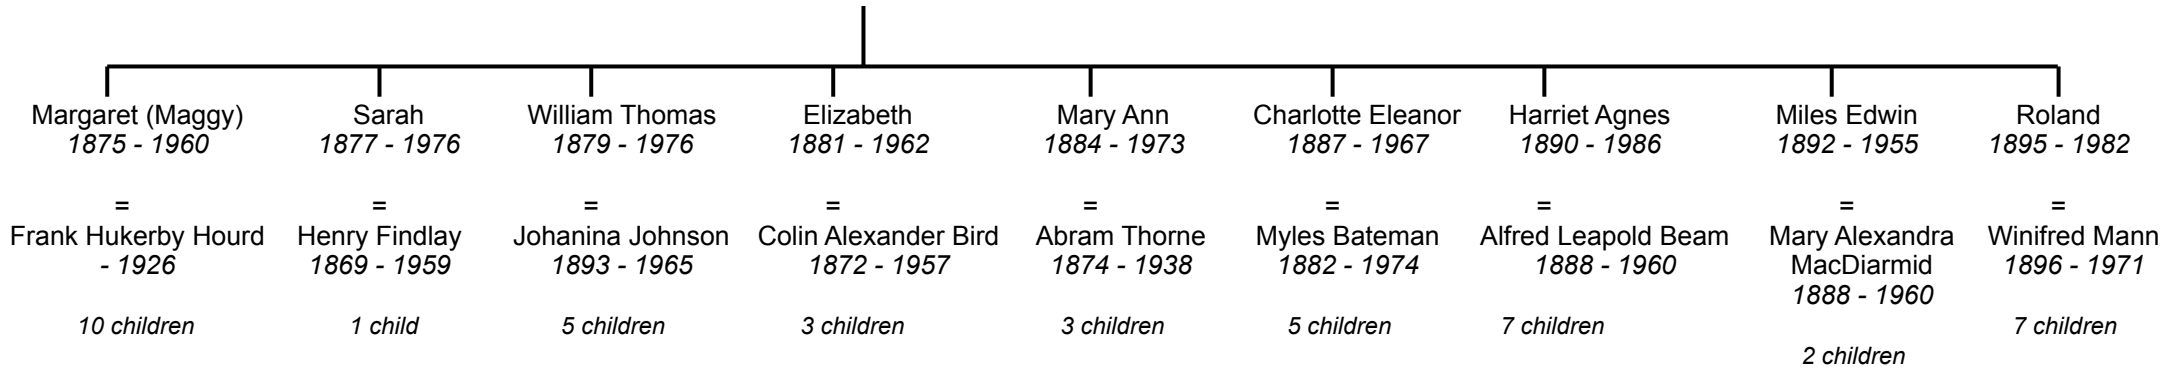 Margaret (Maggy)
1875 - 1960
=
Frank Hukerby Hourd
- 1926
10 children
Sarah
1877 - 1976
=
Henry Findlay
1869 - 1959
1 child
William Thomas
1879 - 1976
=
Johanina Johnson
1893 - 1965
5 children
Elizabeth
1881 - 1962
=
Colin Alexander Bird
1872 - 1957
3 children
Mary Ann
1884 - 1973
=
Abram Thorne
1874 - 1938
3 children
Charlotte Eleanor
1887 - 1967
=
Myles Bateman
1882 - 1974
5 children
Harriet Agnes
1890 - 1986
=
Alfred Leapold Beam
1888 - 1960
7 children
Miles Edwin
1892 - 1955
=
Mary Alexandra
MacDiarmid
1888 - 1960
2 children
Roland
1895 - 1982
=
Winifred Mann
1896 - 1971
7 children